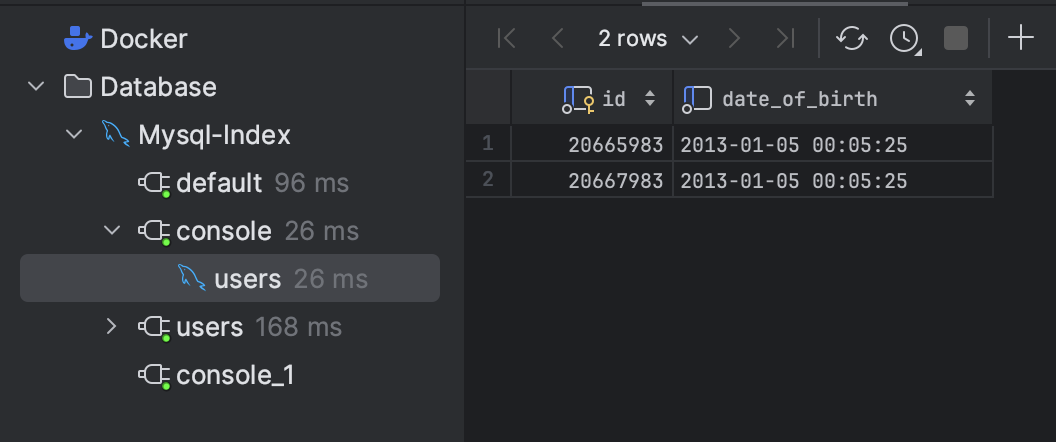 Docker
Database
Mysql-Index
default 96 ms
console 26 ms
users 26 ms
users 168 ms
console_1
2 rows
id date_of_birth
1 20665983 2013-01-05 00:05:25
2 20667983 2013-01-05 00:05:25